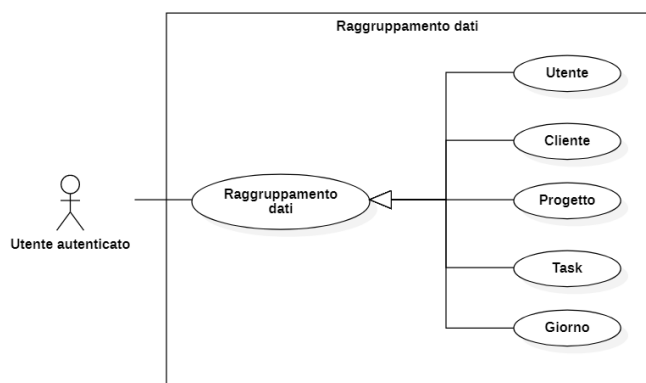 Raggruppamento dati
Utente
Cliente
Raggruppamento
dati
Progetto
Utente autenticato
Task
Giorno